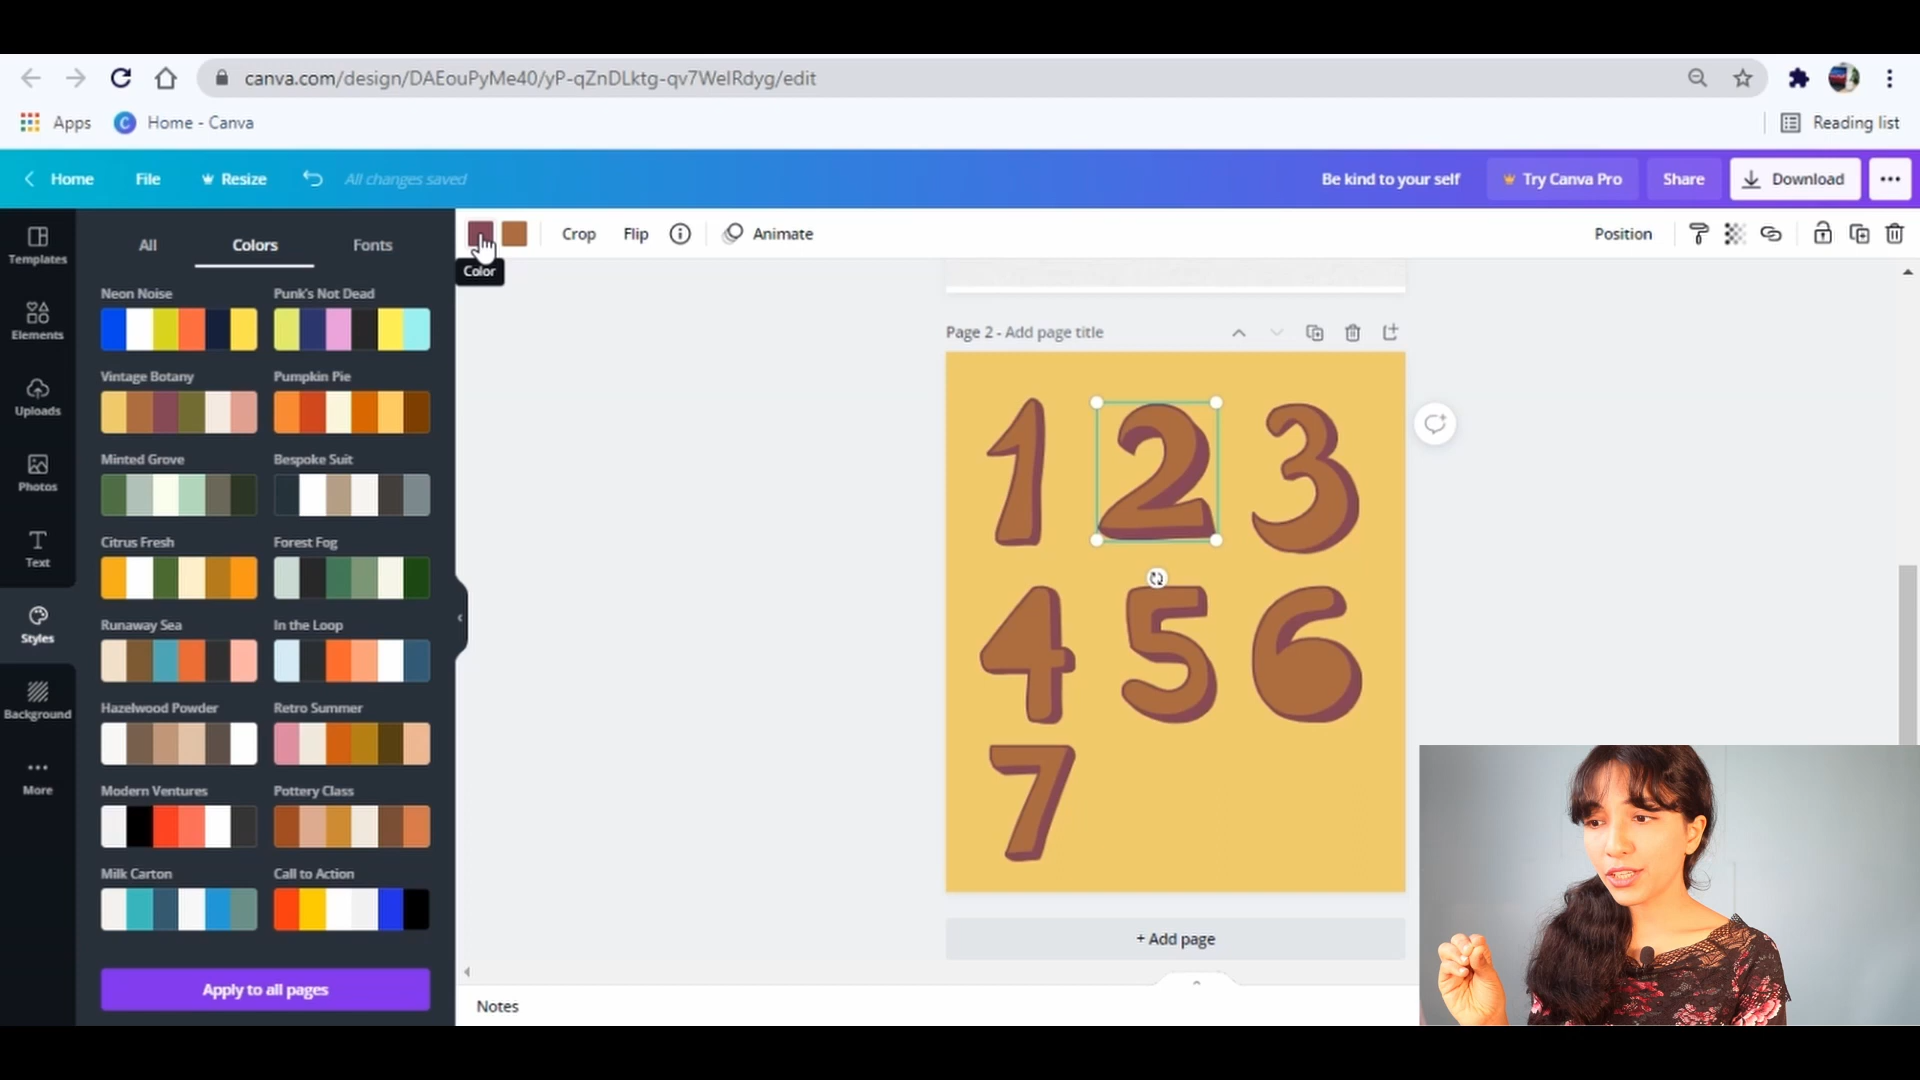 canva.com/design/DAEouPyMe40/yP-qZnDLktg-qv7WelRdyg/edit
Apps
C
Home - Canva
Reading list
Home
File
Resize
All changes saved
Be kind to your self
Try Canva Pro
Share
Download
All
Colors
Fonts
Color
Crop
Flip
Animate
Position
Templates
Elements
Uploads
Photos
Text
Styles
Background
More
Neon Noise
Punk's Not Dead
Vintage Botany
Pumpkin Pie
Minted Grove
Bespoke Suit
Citrus Fresh
Forest Fog
Runaway Sea
In the Loop
Hazelwood Powder
Retro Summer
Modern Ventures
Pottery Class
Milk Carton
Call to Action
Apply to all pages
Page 2 - Add page title
1 2 3
4 5 6
7
+ Add page
Notes